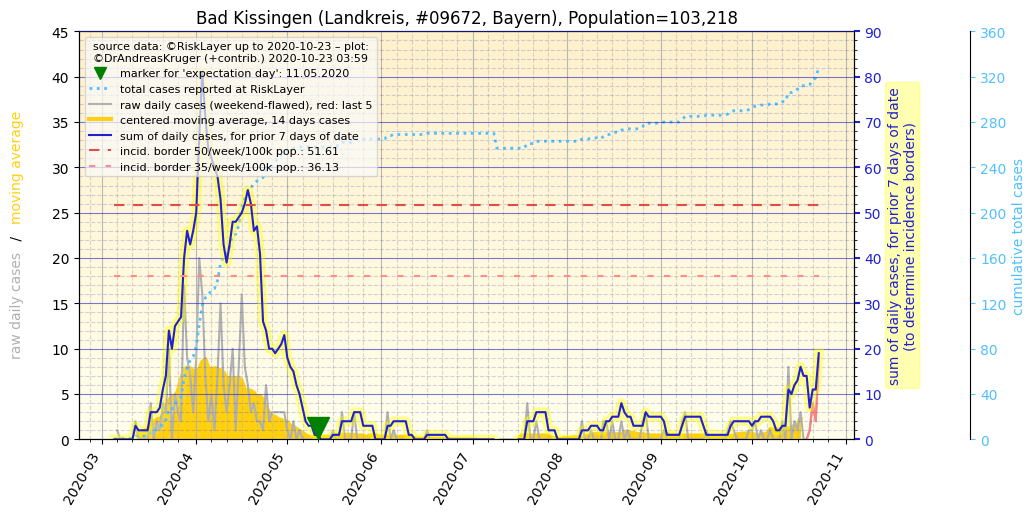 Bad Kissingen (Landkreis, #09672, Bayern), Population=103,218
source data: ©RiskLayer up to 2020-10-23 – plot:
©DrAndreasKruger (+contrib.) 2020-10-23 03:59
marker for 'expectation day': 11.05.2020
total cases reported at RiskLayer
raw daily cases (weekend-flawed), red: last 5
centered moving average, 14 days cases
sum of daily cases, for prior 7 days of date
incid. border 50/week/100k pop.: 51.61
incid. border 35/week/100k pop.: 36.13
raw daily cases / moving average
45
40
35
30
25
20
15
10
5
0
90
80
70
60
50
40
30
20
10
0
sum of daily cases, for prior 7 days of date
(to determine incidence borders)
360
320
280
240
200
160
120
80
40
0
cumulative total cases
2020-03
2020-04
2020-05
2020-06
2020-07
2020-08
2020-09
2020-10
2020-11